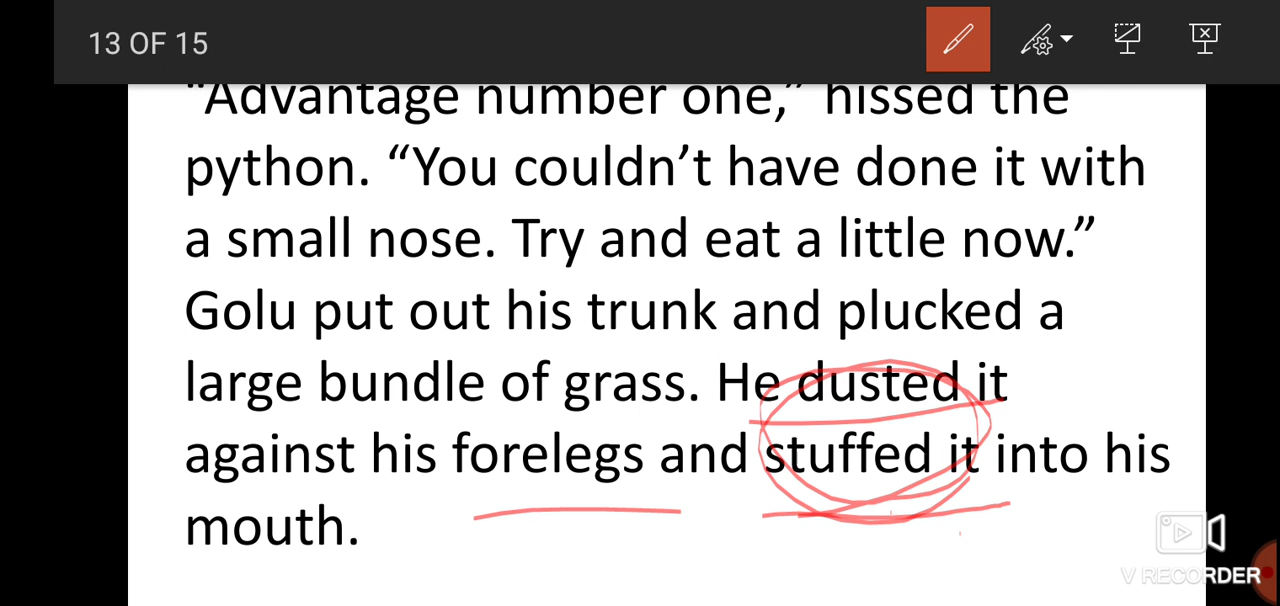 13 OF 15
“Advantage number one,” hissed the
python. “You couldn’t have done it with
a small nose. Try and eat a little now.”
Golu put out his trunk and plucked a
large bundle of grass. He dusted it
against his forelegs and stuffed it into his
mouth.
V RECORDER